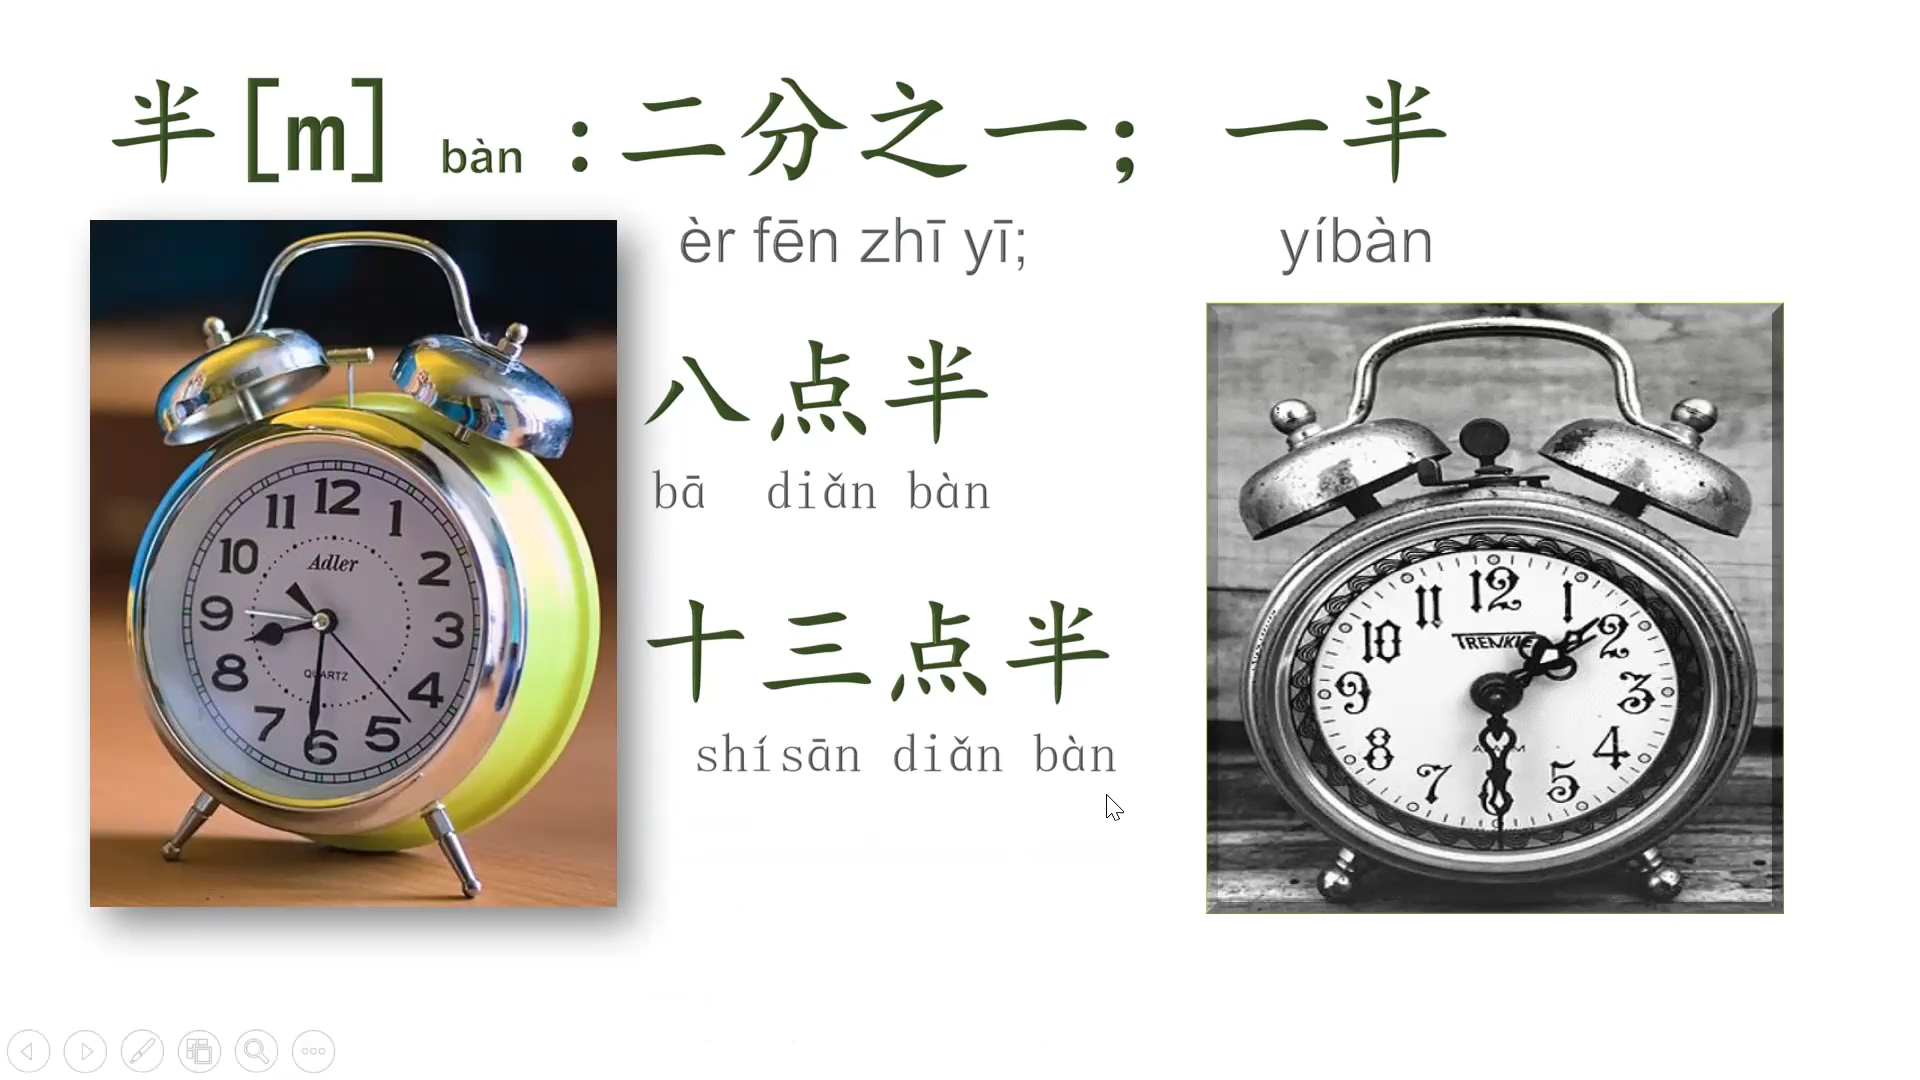 半[m] bàn :二分之一; 一半
èr fēn zhī yī; yíbàn
八点半
bā diǎn bàn
十三点半
shísān diǎn bàn
12
1
2
3
4
5
6
7
8
9
10
11
Adler
QUARTZ
12
1
2
3
4
5
6
7
8
9
10
11
TRENKLE